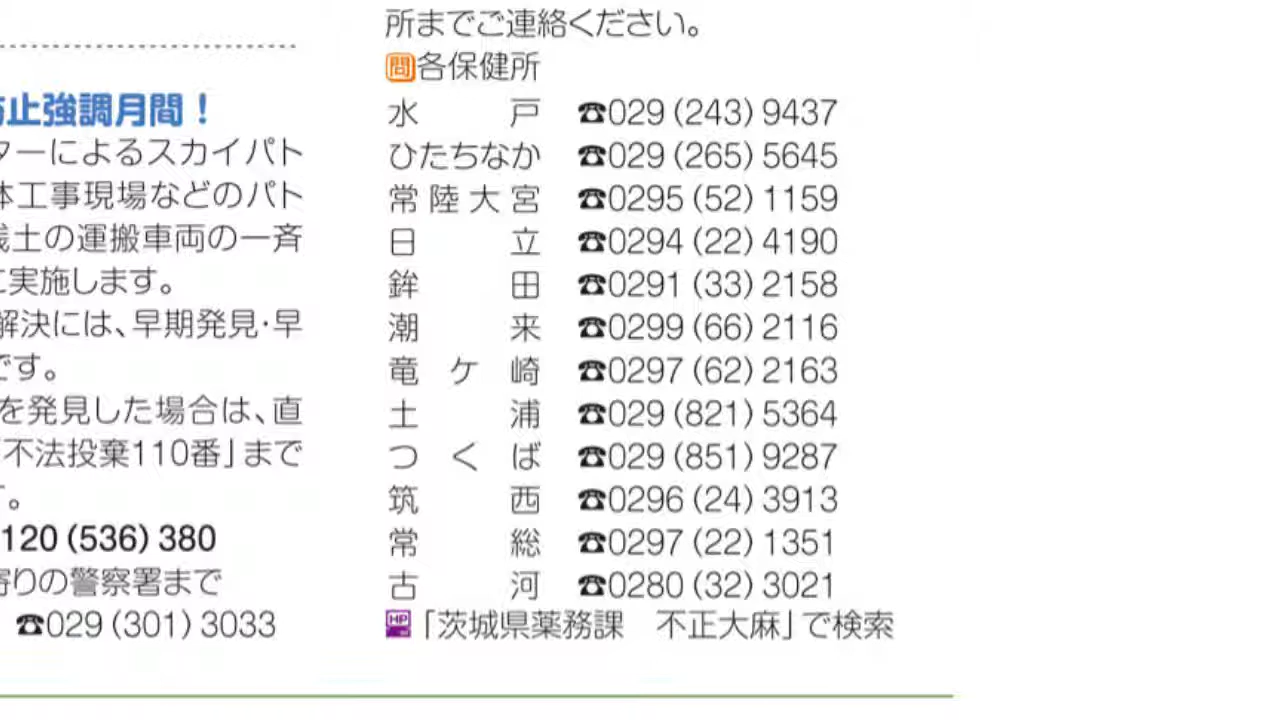 止強調月間！
ターによるスカイパト
体工事現場などのパト
土の運搬車両の一斉
に実施します。
解決には、早期発見・早
です。
を発見した場合は、直
「不法投棄110番」まで
す。
120（536）380
寄りの警察署まで
☎029（301）3033
所までご連絡ください。
問各保健所
水戸 ☎029（243）9437
ひたちなか ☎029（265）5645
常陸大宮 ☎0295（52）1159
日立 ☎0294（22）4190
鉾田 ☎0291（33）2158
潮来 ☎0299（66）2116
竜ケ崎 ☎0297（62）2163
土浦 ☎029（821）5364
つくば ☎029（851）9287
筑西 ☎0296（24）3913
常総 ☎0297（22）1351
古河 ☎0280（32）3021
HP「茨城県薬務課　不正大麻」で検索